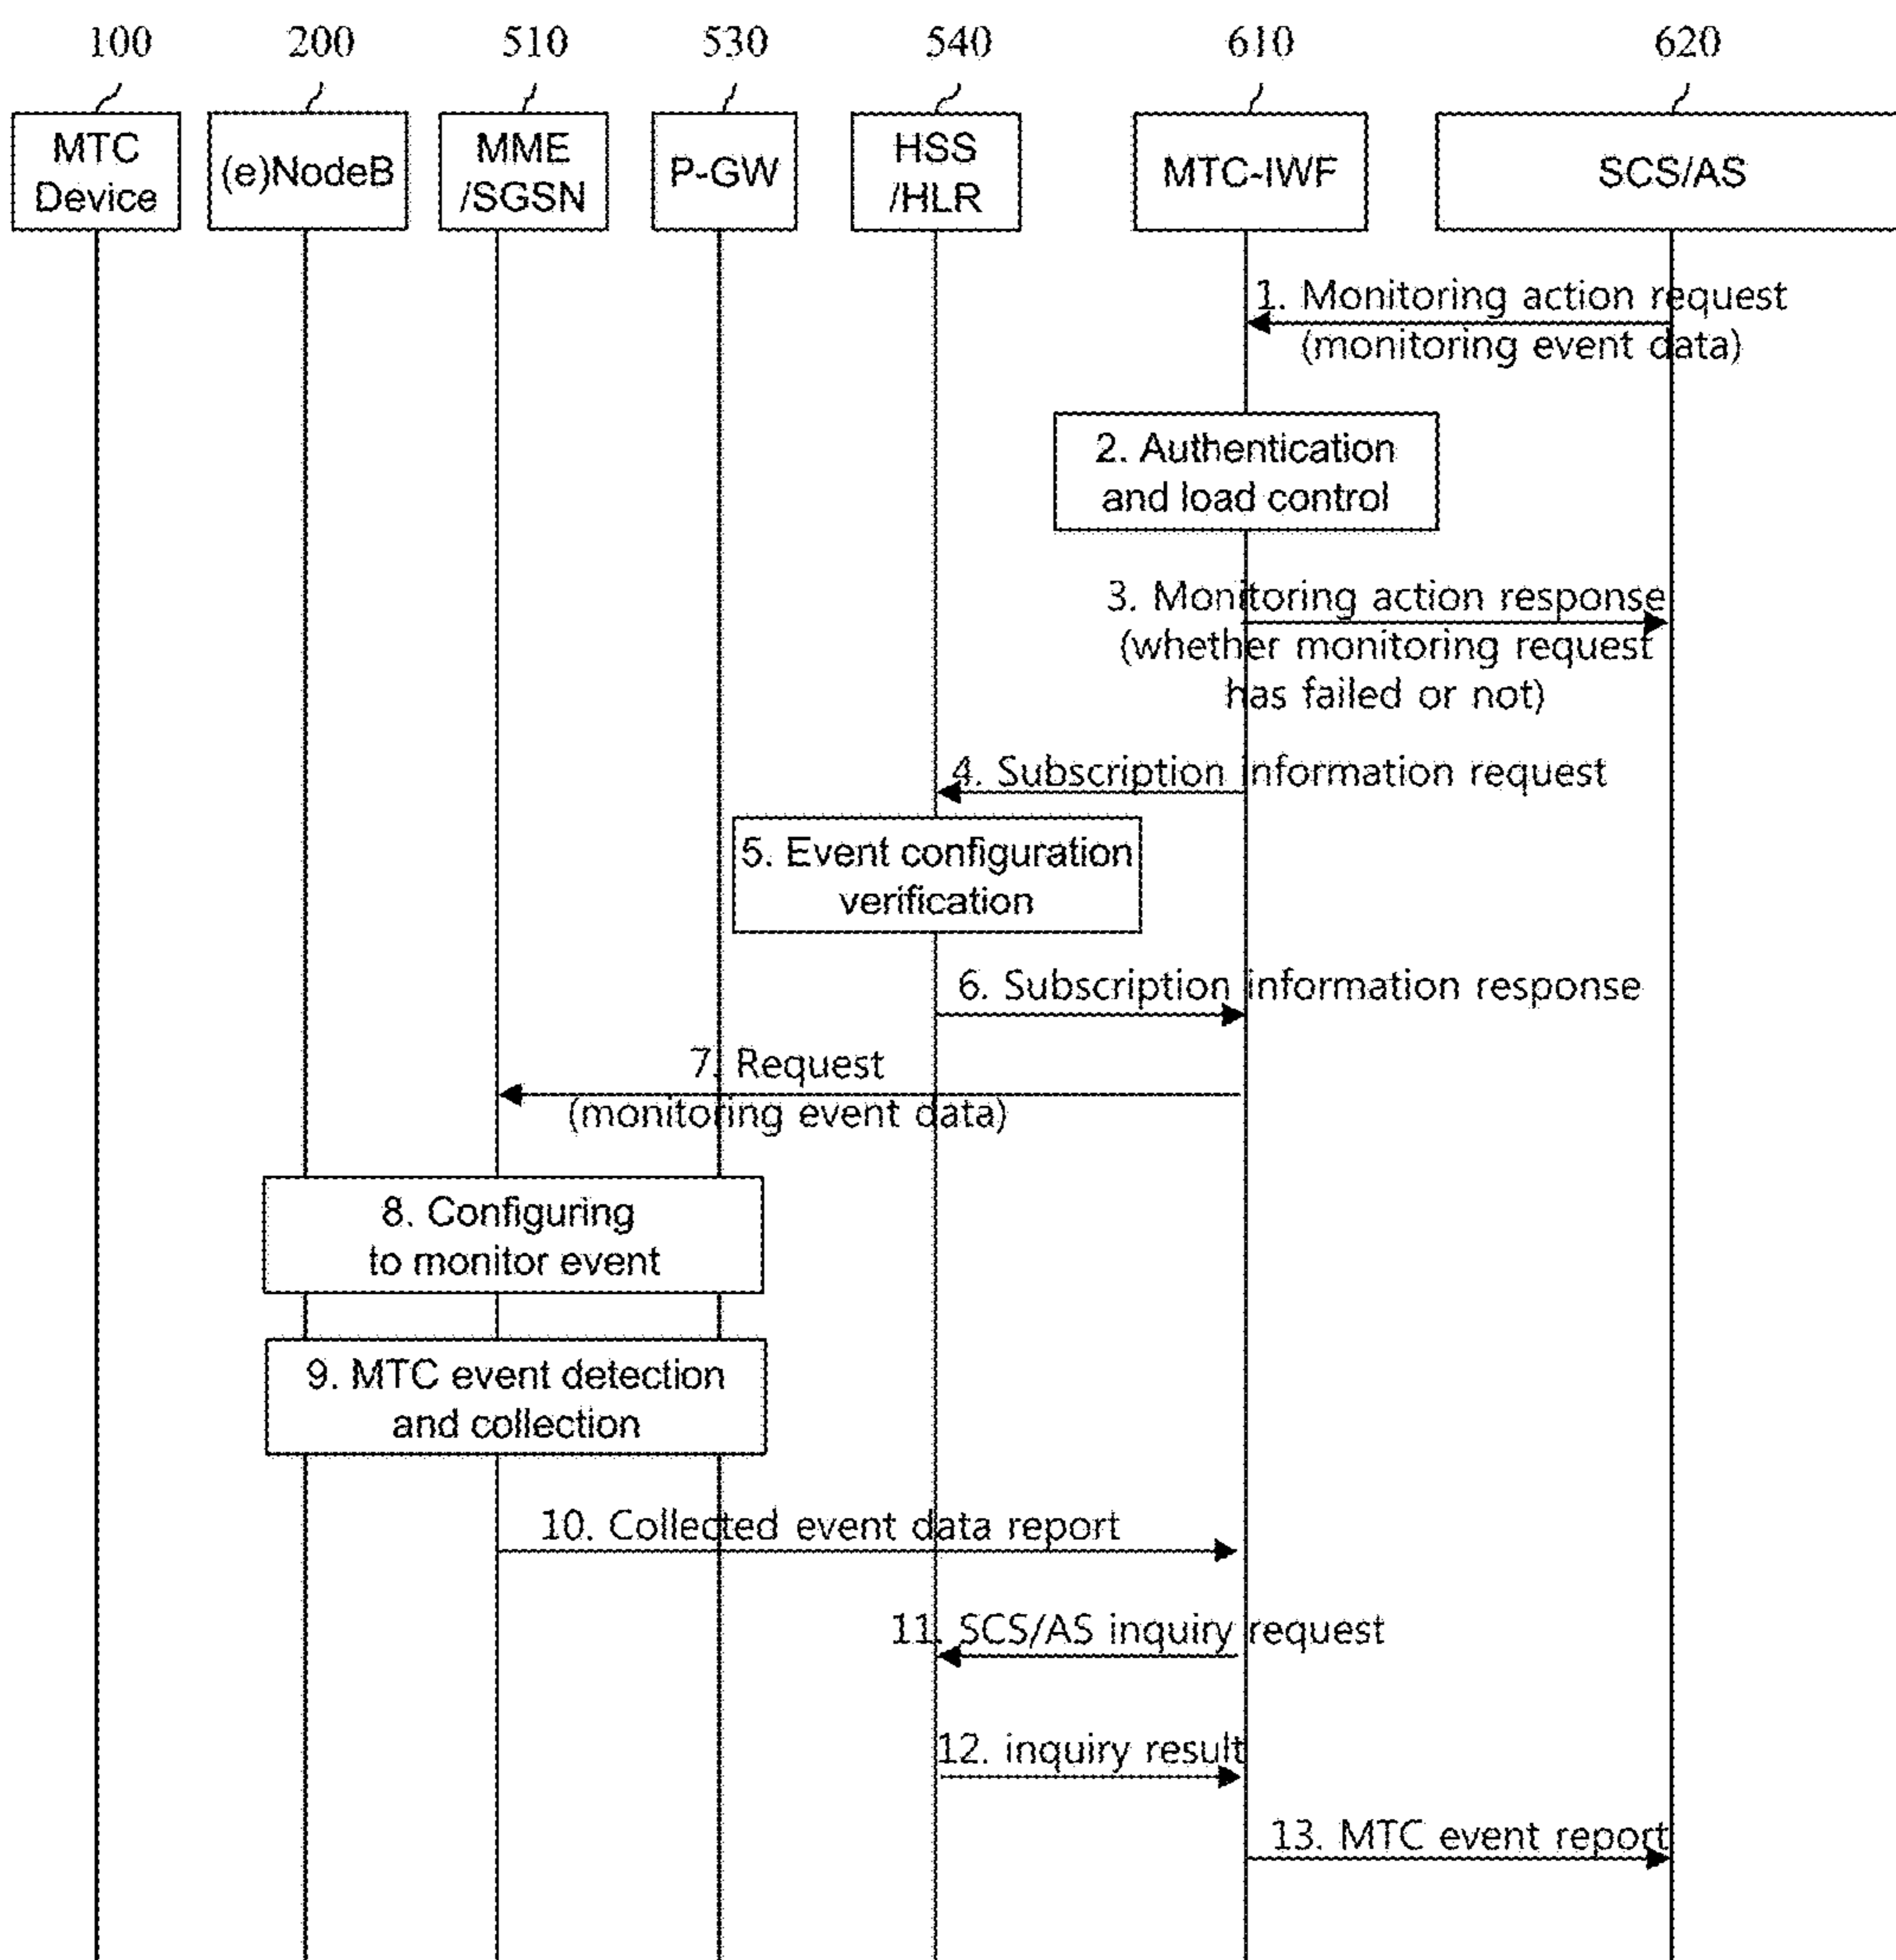 100 200 510 530 540 610 620
MTC
Device
(e)NodeB
MME
/SGSN
P-GW
HSS
/HLR
MTC-IWF
SCS/AS
1. Monitoring action request
(monitoring event data)
2. Authentication
and load control
3. Monitoring action response
(whether monitoring request
has failed or not)
4. Subscription information request
5. Event configuration
verification
6. Subscription information response
7. Request
(monitoring event data)
8. Configuring
to monitor event
9. MTC event detection
and collection
10. Collected event data report
11. SCS/AS inquiry request
12. inquiry result
13. MTC event report